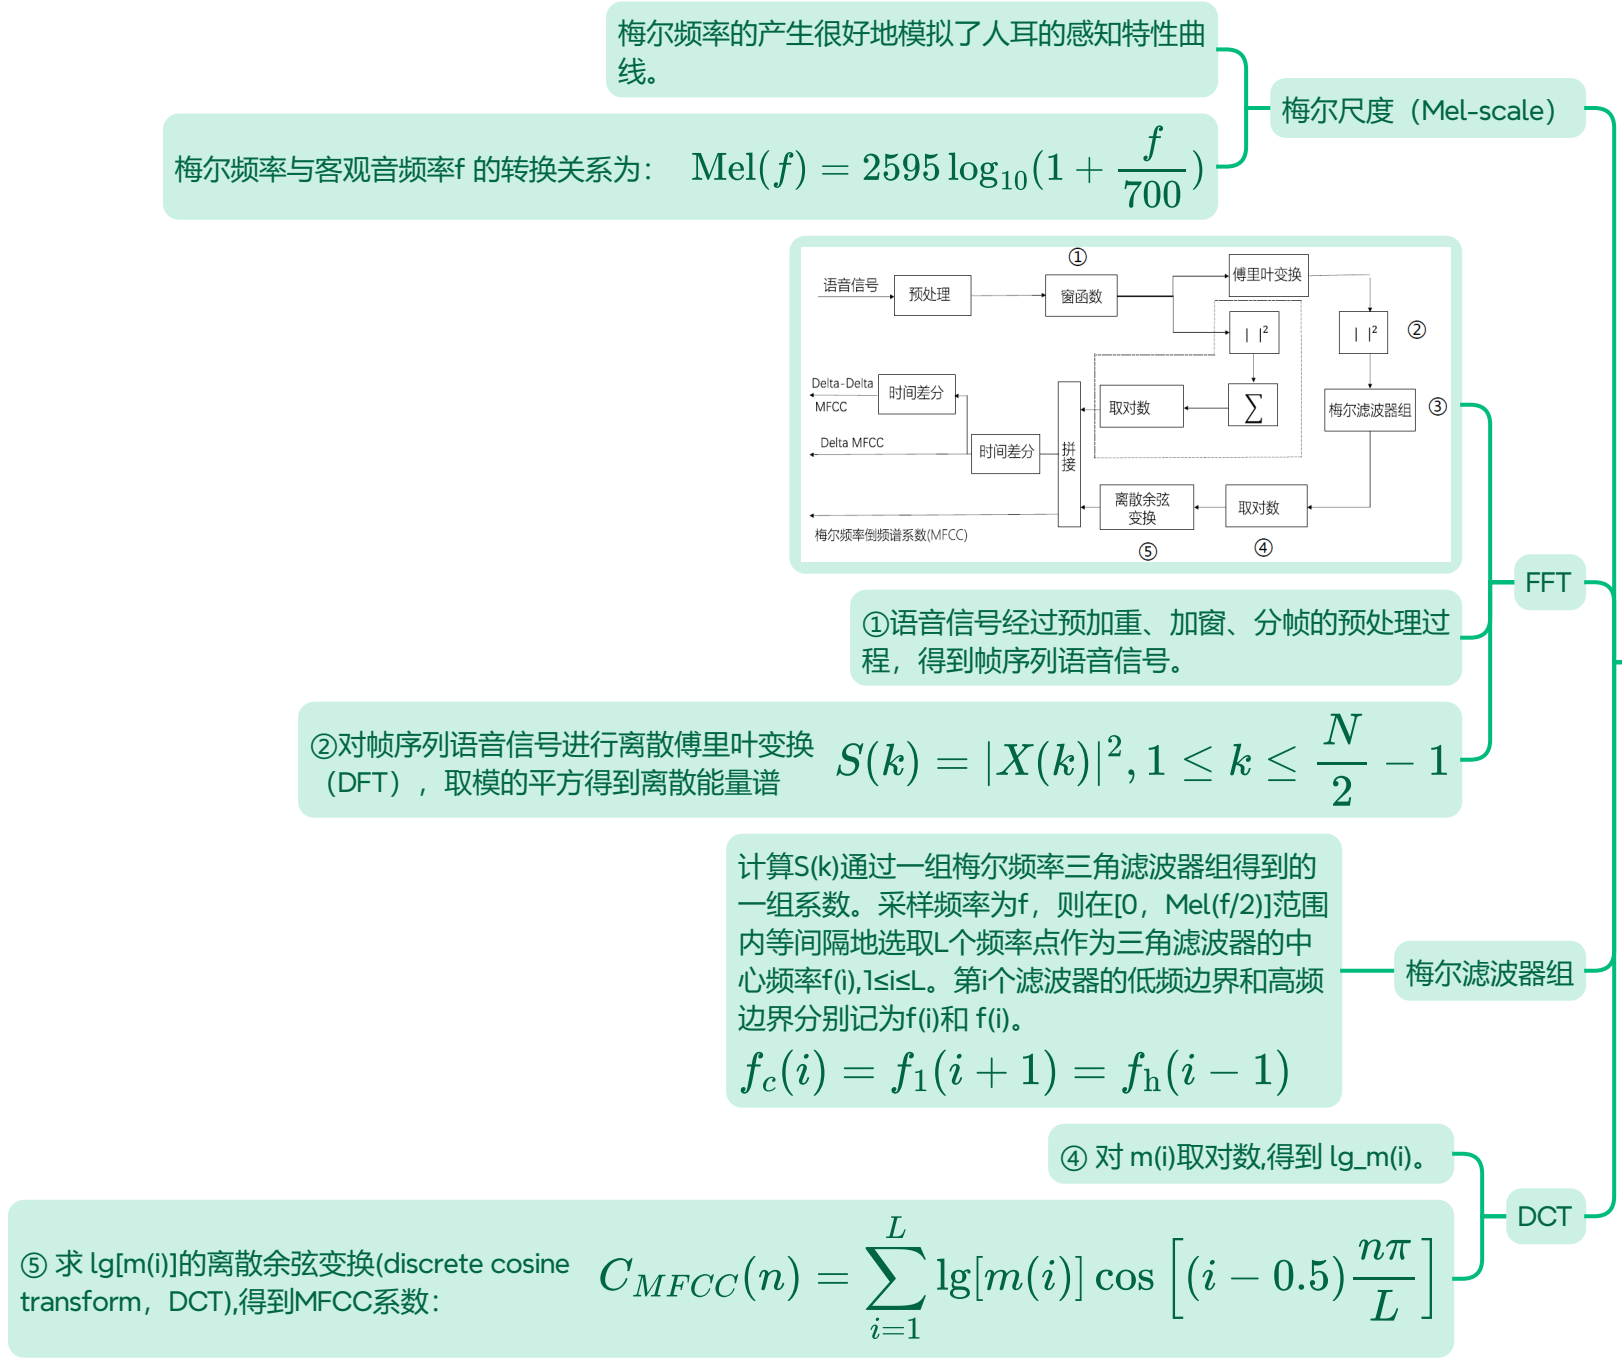 梅尔频率的产生很好地模拟了人耳的感知特性曲
线。
梅尔尺度（Mel-scale）
梅尔频率与客观音频率f 的转换关系为： Mel(f) = 2595 log₁₀(1 + f/700)
①
语音信号
预处理
窗函数
傅里叶变换
| |²
| |²
②
Delta-Delta
MFCC
时间差分
取对数
∑
梅尔滤波器组
③
Delta MFCC
时间差分
拼
接
离散余弦
变换
取对数
梅尔频率倒频谱系数(MFCC)
⑤
④
FFT
①语音信号经过预加重、加窗、分帧的预处理过
程，得到帧序列语音信号。
②对帧序列语音信号进行离散傅里叶变换
（DFT），取模的平方得到离散能量谱
S(k) = |X(k)|², 1 ≤ k ≤ N/2 − 1
计算S(k)通过一组梅尔频率三角滤波器组得到的
一组系数。采样频率为f，则在[0，Mel(f/2)]范围
内等间隔地选取L个频率点作为三角滤波器的中
心频率f(i),1≤i≤L。第i个滤波器的低频边界和高频
边界分别记为f(i)和 f(i)。
f_c(i) = f₁(i + 1) = f_h(i − 1)
梅尔滤波器组
④ 对 m(i)取对数,得到 lg_m(i)。
DCT
⑤ 求 lg[m(i)]的离散余弦变换(discrete cosine
transform，DCT),得到MFCC系数：
C_{MFCC}(n) = ∑_{i=1}^{L} lg[m(i)] cos [(i − 0.5) nπ/L]